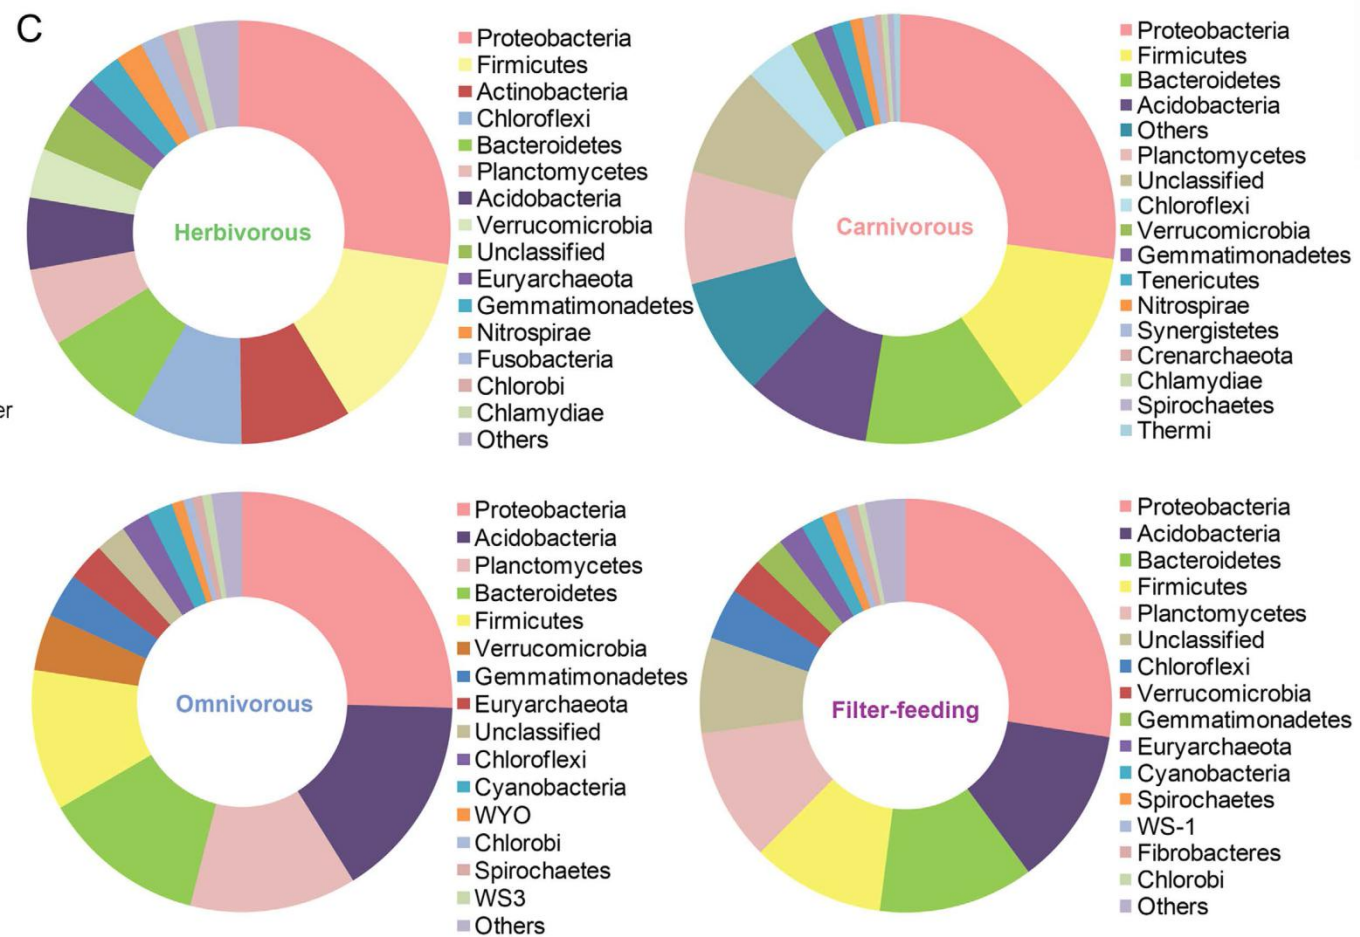 C
Herbivorous
Proteobacteria
Firmicutes
Actinobacteria
Chloroflexi
Bacteroidetes
Planctomycetes
Acidobacteria
Verrucomicrobia
Unclassified
Euryarchaeota
Gemmatimonadetes
Nitrospirae
Fusobacteria
Chlorobi
Chlamydiae
Others
Carnivorous
Proteobacteria
Firmicutes
Bacteroidetes
Acidobacteria
Others
Planctomycetes
Unclassified
Chloroflexi
Verrucomicrobia
Gemmatimonadetes
Tenericutes
Nitrospirae
Synergistetes
Crenarchaeota
Chlamydiae
Spirochaetes
Thermi
er
Omnivorous
Proteobacteria
Acidobacteria
Planctomycetes
Bacteroidetes
Firmicutes
Verrucomicrobia
Gemmatimonadetes
Euryarchaeota
Unclassified
Chloroflexi
Cyanobacteria
WYO
Chlorobi
Spirochaetes
WS3
Others
Filter-feeding
Proteobacteria
Acidobacteria
Bacteroidetes
Firmicutes
Planctomycetes
Unclassified
Chloroflexi
Verrucomicrobia
Gemmatimonadetes
Euryarchaeota
Cyanobacteria
Spirochaetes
WS-1
Fibrobacteres
Chlorobi
Others